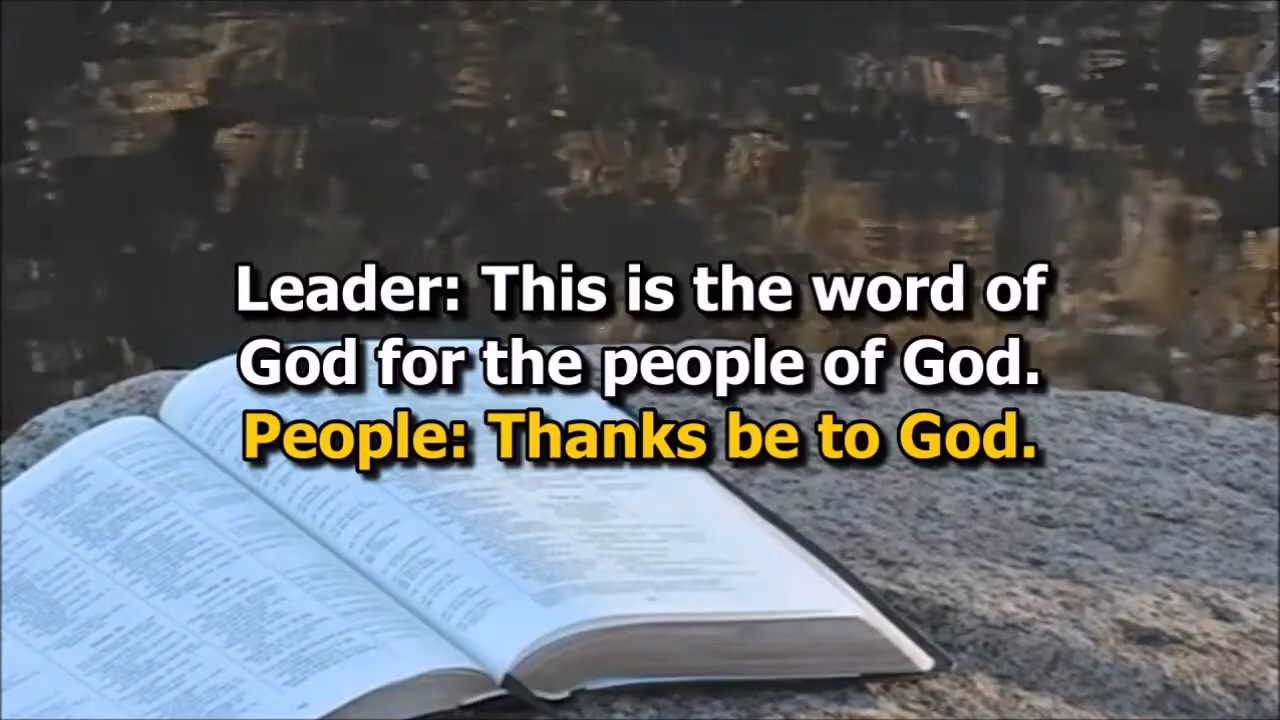 Leader: This is the word of
God for the people of God.
People: Thanks be to God.